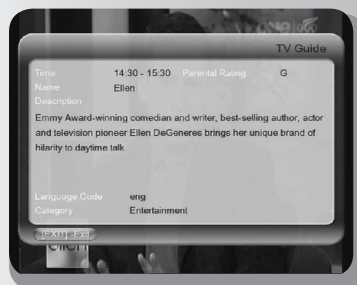 TV Guide
Time 14:30 - 15:30 Parental Rating G
Name Ellen
Description
Emmy Award-winning comedian and writer, best-selling author, actor
and television pioneer Ellen DeGeneres brings her unique brand of
hilarity to daytime talk.
Language Code eng
Category Entertainment
[EXIT]-Exit
ellen